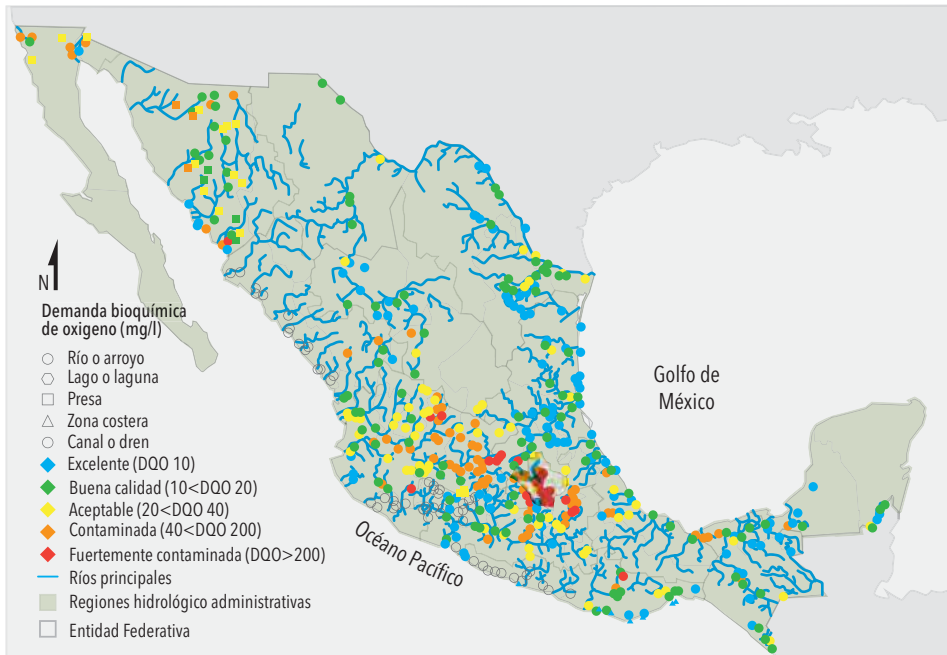 N
Demanda bioquímica
de oxigeno (mg/l)
Río o arroyo
Lago o laguna
Presa
Zona costera
Canal o dren
Excelente (DQO 10)
Buena calidad (10<DQO 20)
Aceptable (20<DQO 40)
Contaminada (40<DQO 200)
Fuertemente contaminada (DQO>200)
Ríos principales
Regiones hidrológico administrativas
Entidad Federativa
Golfo de
México
Océano Pacífico